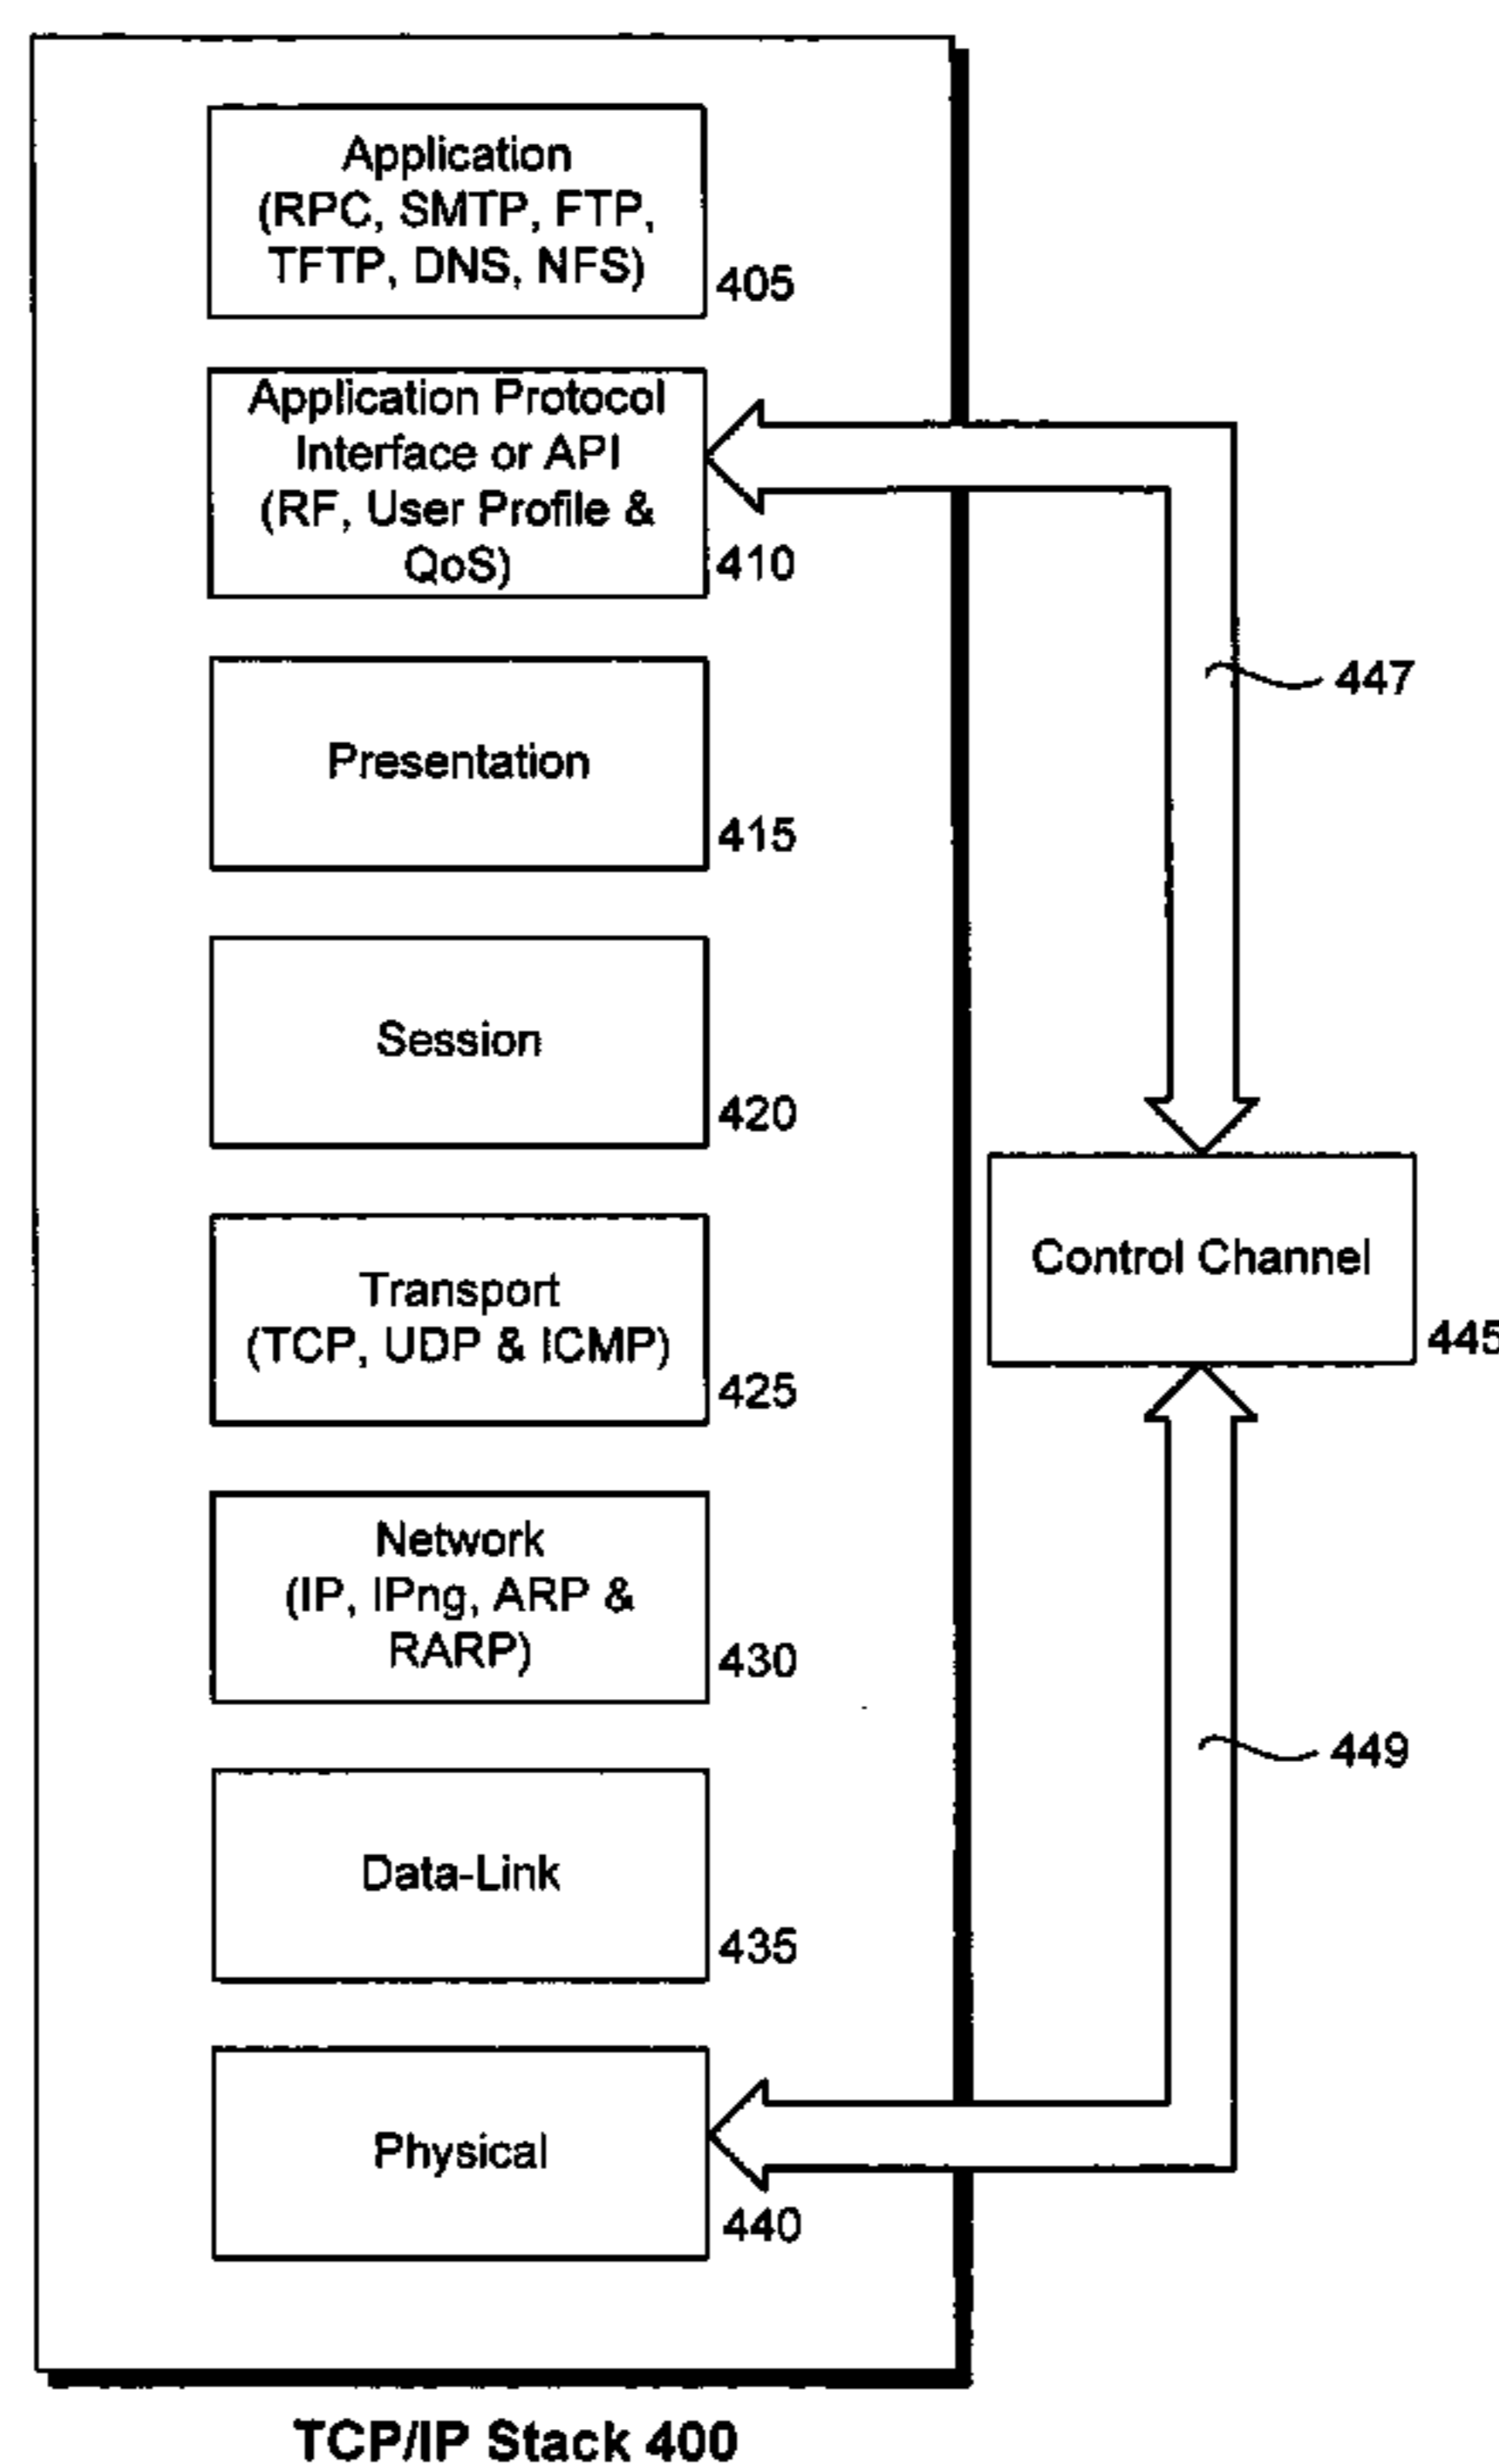 Application
(RPC, SMTP, FTP,
TFTP, DNS, NFS)
405
Application Protocol
Interface or API
(RF, User Profile &
QoS)
410
447
Presentation
415
Session
420
Control Channel
445
Transport
(TCP, UDP & ICMP)
425
Network
(IP, IPng, ARP &
RARP)
430
449
Data-Link
435
Physical
440
TCP/IP Stack 400